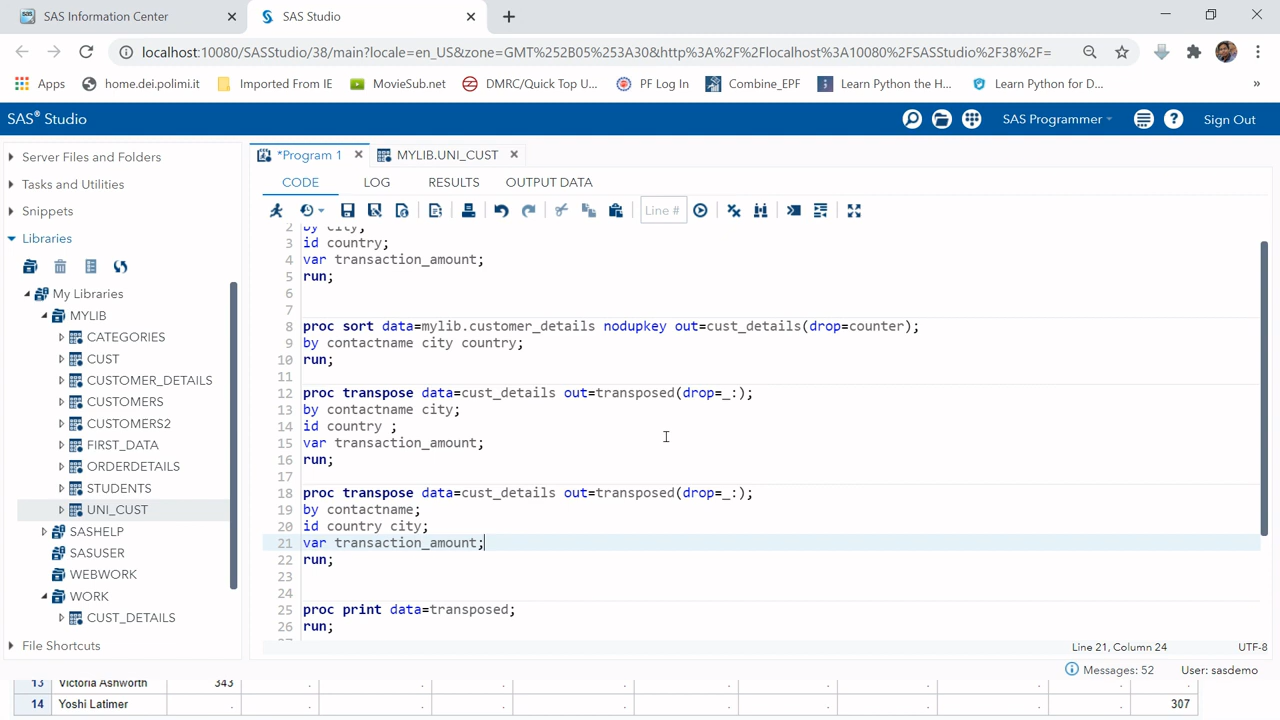 SAS Information Center
SAS Studio
localhost:10080/SASStudio/38/main?locale=en_US&zone=GMT%252B05%253A30&http%3A%2F%2Flocalhost%3A10080%2FSASStudio%2F38%2F=
Apps home.dei.polimi.it Imported From IE MovieSub.net DMRC/Quick Top U... PF Log In Combine_EPF Learn Python the H... Learn Python for D... »
SAS® Studio
SAS Programmer
Sign Out
Server Files and Folders
Tasks and Utilities
Snippets
Libraries
My Libraries
MYLIB
CATEGORIES
CUST
CUSTOMER_DETAILS
CUSTOMERS
CUSTOMERS2
FIRST_DATA
ORDERDETAILS
STUDENTS
UNI_CUST
SASHELP
SASUSER
WEBWORK
WORK
CUST_DETAILS
File Shortcuts
*Program 1
MYLIB.UNI_CUST
CODE LOG RESULTS OUTPUT DATA
Line #
2 by city;
3 id country;
4 var transaction_amount;
5 run;
6
7
8 proc sort data=mylib.customer_details nodupkey out=cust_details(drop=counter);
9 by contactname city country;
10 run;
11
12 proc transpose data=cust_details out=transposed(drop=_:);
13 by contactname city;
14 id country ;
15 var transaction_amount;
16 run;
17
18 proc transpose data=cust_details out=transposed(drop=_:);
19 by contactname;
20 id country city;
21 var transaction_amount;
22 run;
23
24
25 proc print data=transposed;
26 run;
Line 21, Column 24
UTF-8
Messages: 52
User: sasdemo
13 Victoria Ashworth 343 . . . . . . . . . .
14 Yoshi Latimer . . . . . . . . . . 307